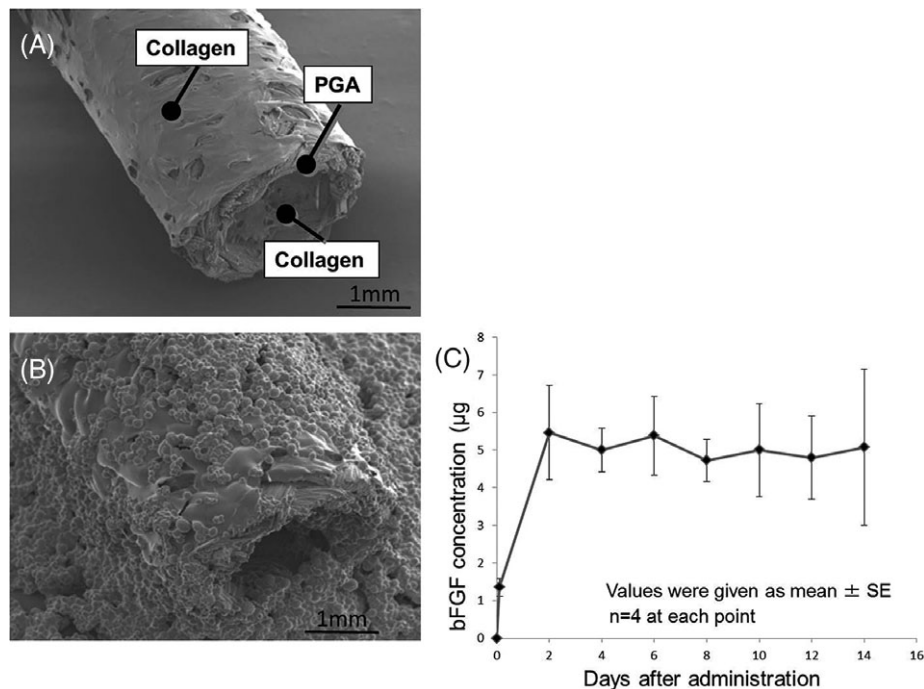 (A)
Collagen
PGA
Collagen
1mm
(B)
1mm
(C)
bFGF concentration (μg
8
7
6
5
4
3
2
1
0
Values were given as mean ± SE
n=4 at each point
0 2 4 6 8 10 12 14 16
Days after administration